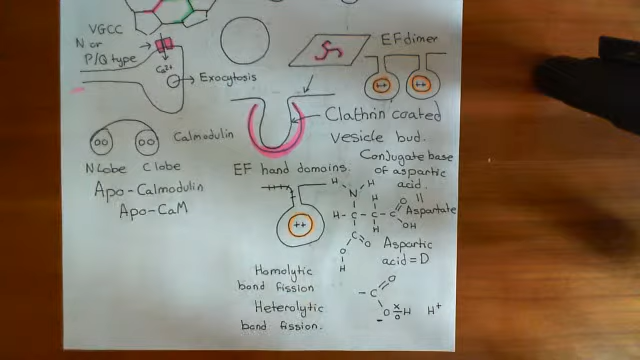 VGCC
N or
P/Q type
Ca2+
Exocytosis
EF dimer
++
++
Clathrin coated
vesicle bud.
Calmodulin
N Lobe C lobe
Apo-Calmodulin
Apo-CaM
EF hand domains.
++
Conjugate base
of aspartic
acid.
=
Aspartate
H H
N H
H-C-C-C O
H OH
C O
O
H
Aspartic
acid = D
Homolytic
bond fission
Heterolytic
bond fission.
-C O
O x o H H+
-